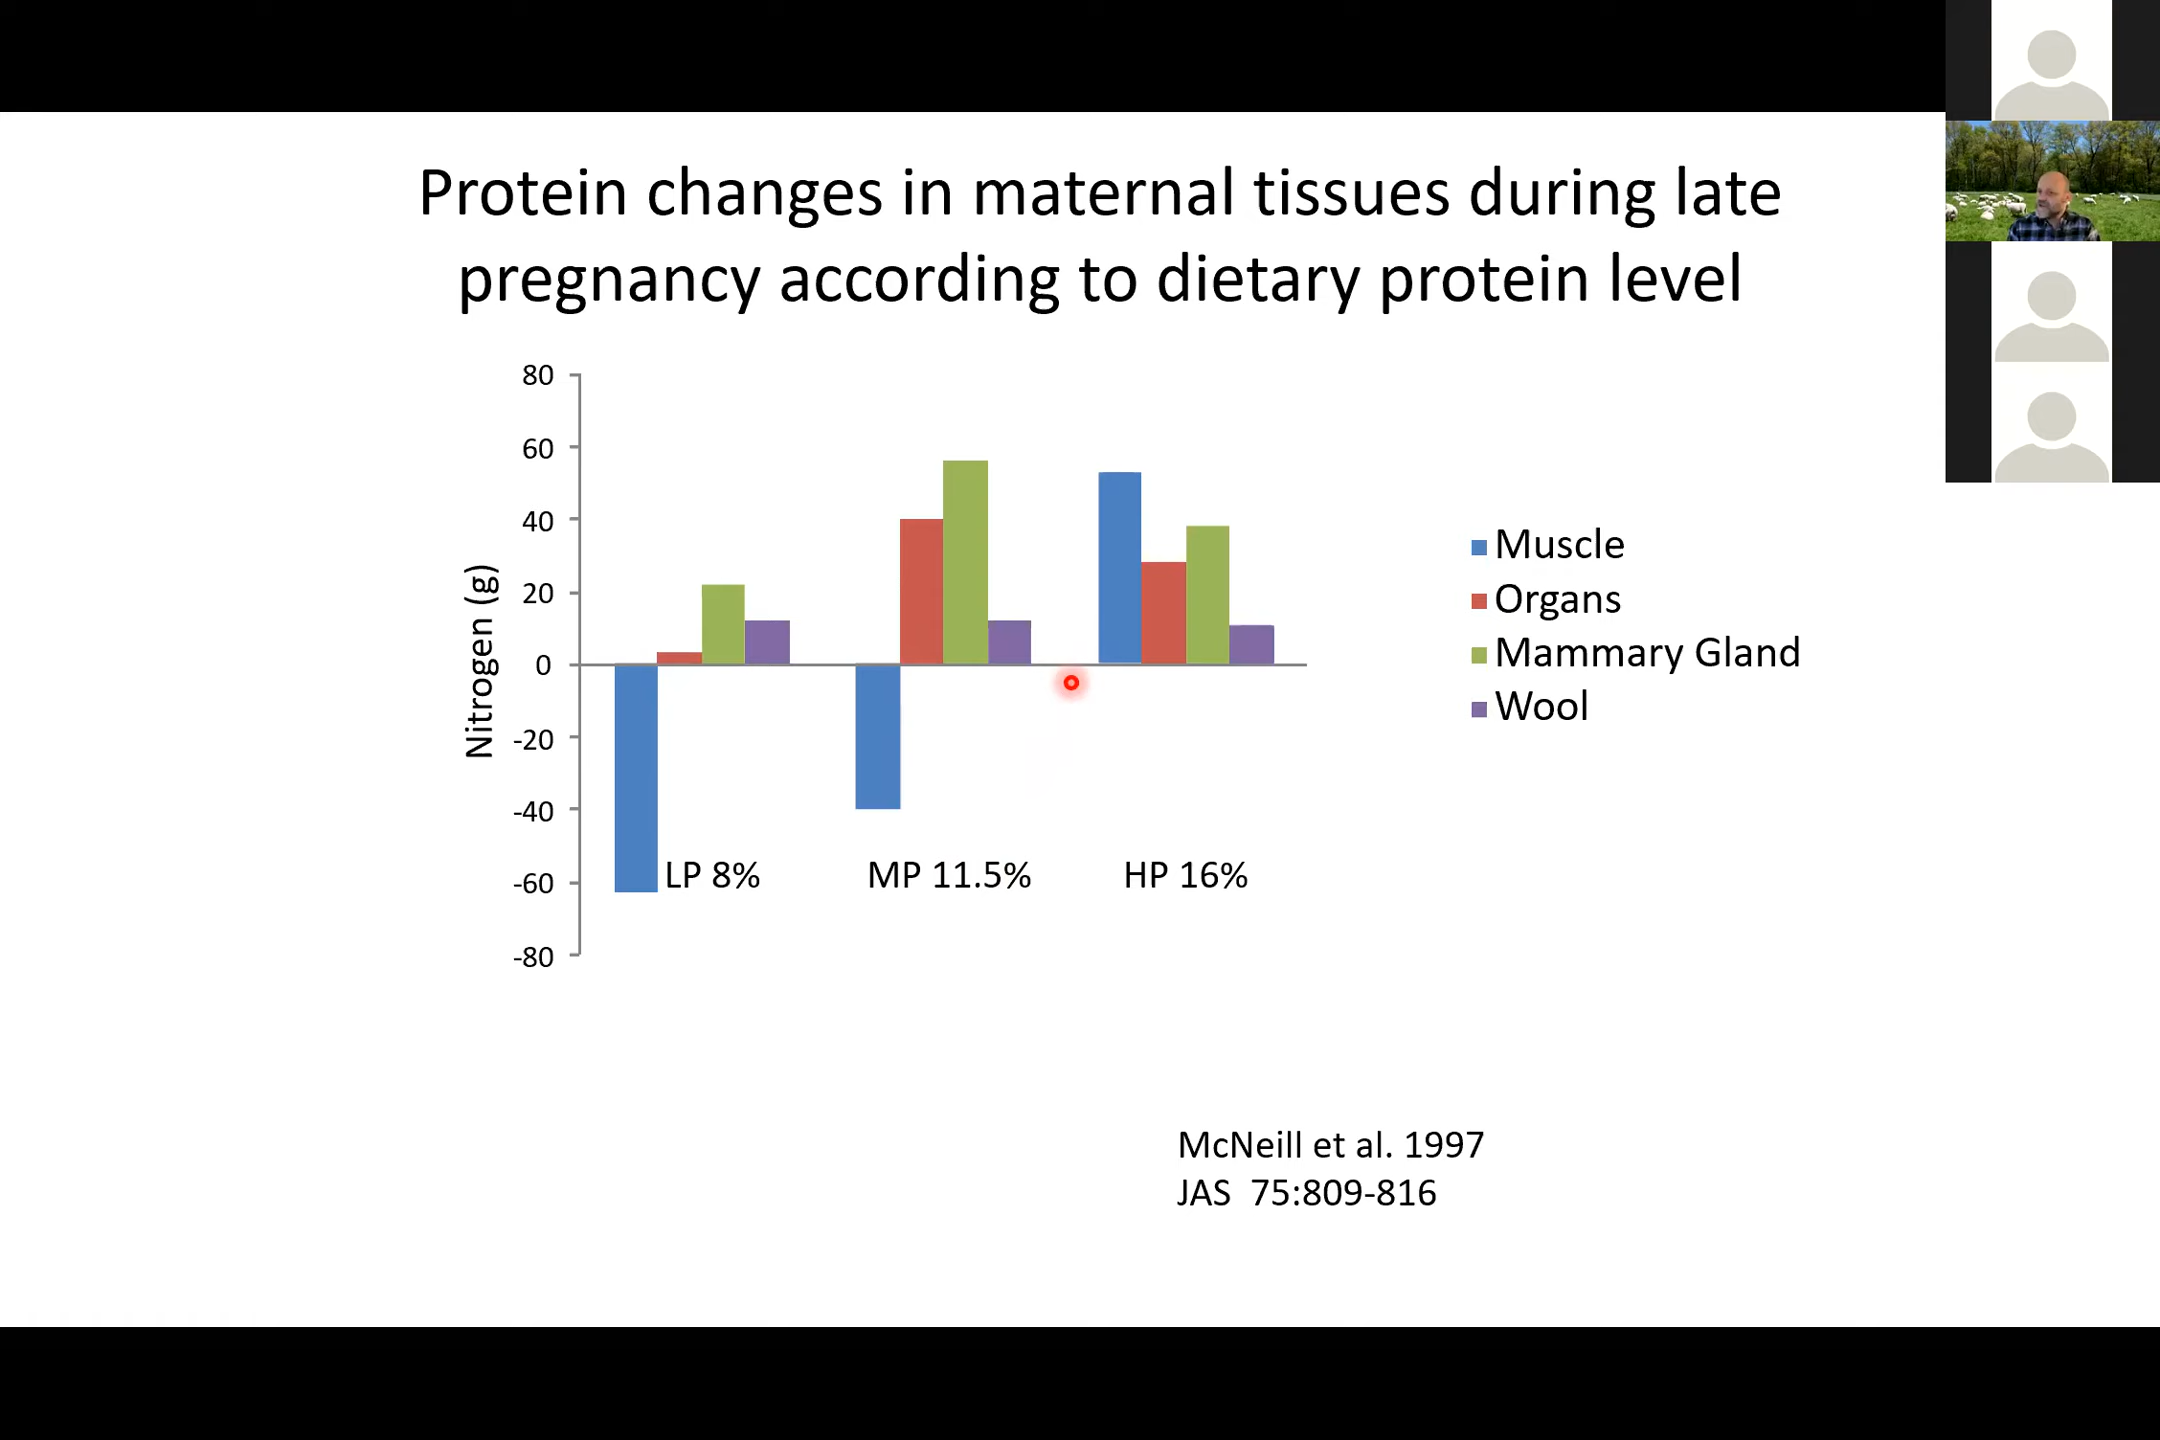 Protein changes in maternal tissues during late
pregnancy according to dietary protein level
80
60
40
20
0
-20
-40
-60
-80
Nitrogen (g)
LP 8%
MP 11.5%
HP 16%
Muscle
Organs
Mammary Gland
Wool
McNeill et al. 1997
JAS  75:809-816